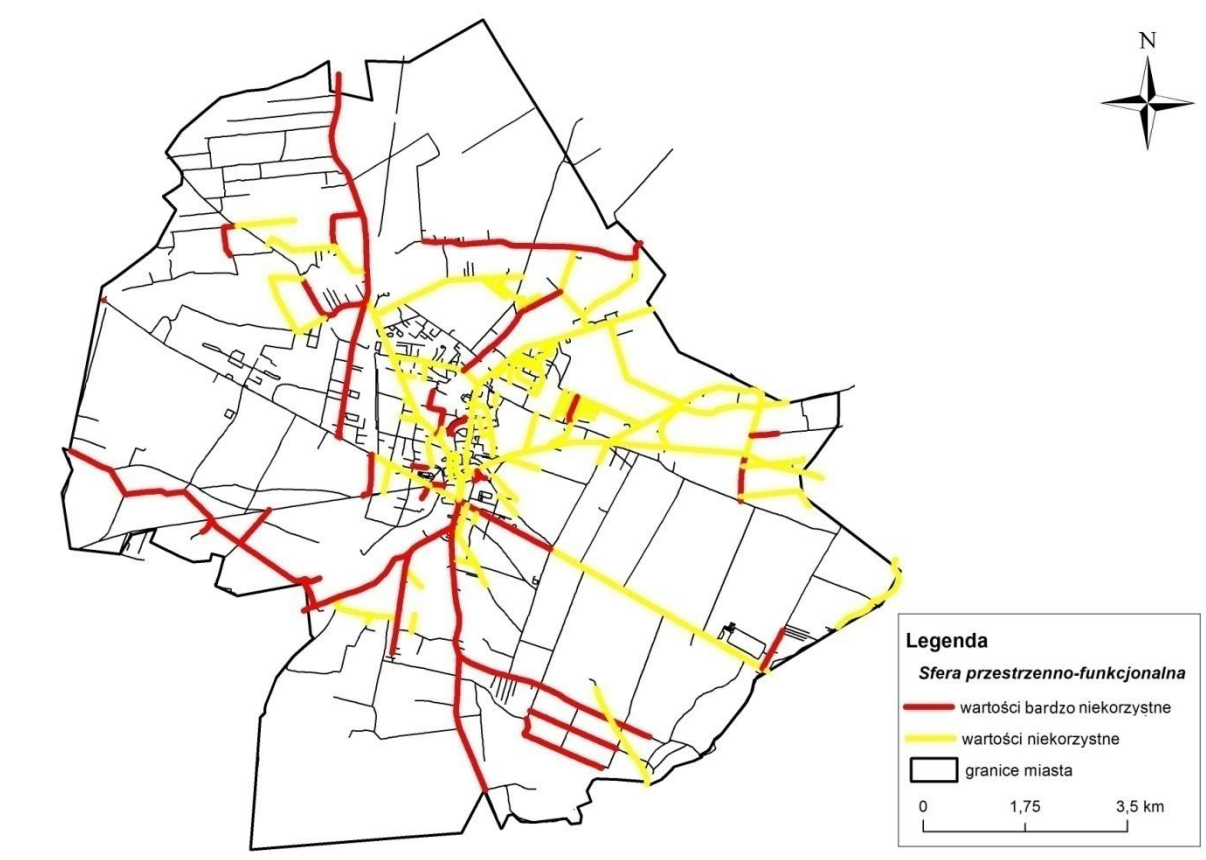 N
Legenda
Sfera przestrzenno-funkcjonalna
wartości bardzo niekorzystne
wartości niekorzystne
granice miasta
0 1,75 3,5 km